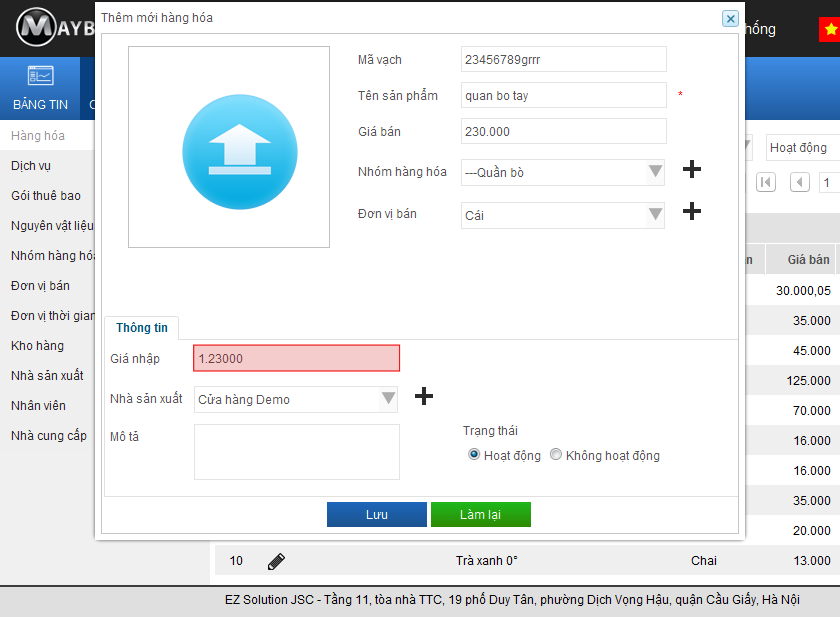 MAYB
hống
Thêm mới hàng hóa
BẢNG TIN
Hàng hóa
Dịch vụ
Gói thuê bao
Nguyên vật liệu
Nhóm hàng hóa
Đơn vị bán
Đơn vị thời gian
Kho hàng
Nhà sản xuất
Nhân viên
Nhà cung cấp
Mã vạch
23456789grrr
Tên sản phẩm
quan bo tay
*
Giá bán
230.000
Nhóm hàng hóa
---Quần bò
Đơn vị bán
Cái
Thông tin
Giá nhập
1.23000
Nhà sản xuất
Cửa hàng Demo
Mô tả
Trạng thái
Hoạt động
Không hoạt động
Lưu
Làm lại
Hoạt động
1
n
Giá bán
30.000,05
35.000
45.000
125.000
70.000
16.000
16.000
35.000
20.000
10 Trà xanh 0° Chai 13.000
EZ Solution JSC - Tầng 11, tòa nhà TTC, 19 phố Duy Tân, phường Dịch Vọng Hậu, quận Cầu Giấy, Hà Nội